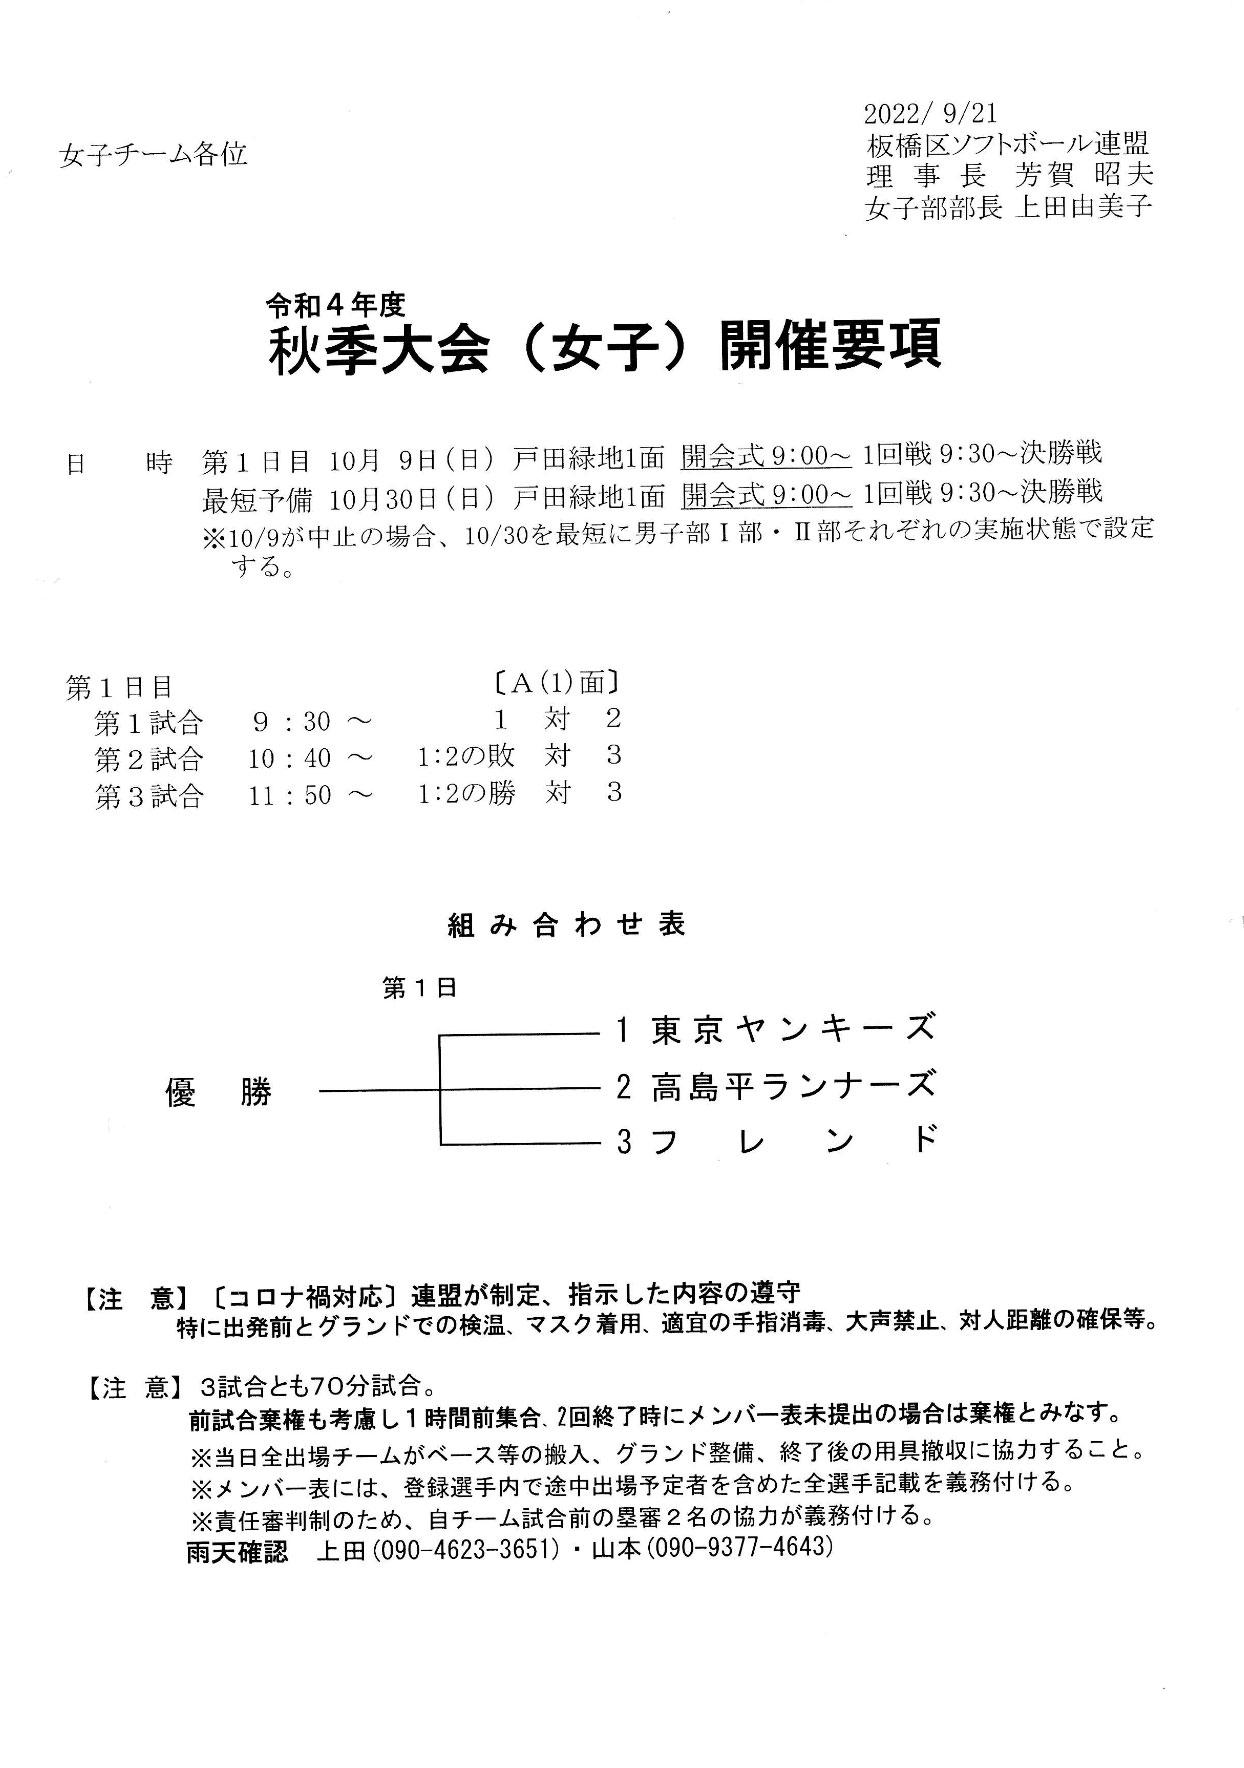 2022/ 9/21
女子チーム各位
板橋区ソフトボール連盟
理 事 長 芳賀 昭夫
女子部部長 上田由美子
令和４年度
秋季大会（女子）開催要項
日 時 第１日目 10月 9日(日) 戸田緑地1面 開会式 9:00～ 1回戦 9:30～決勝戦
最短予備 10月30日(日) 戸田緑地1面 開会式 9:00～ 1回戦 9:30～決勝戦
※10/9が中止の場合、10/30を最短に男子部Ⅰ部・Ⅱ部それぞれの実施状態で設定
する。
第１日目 〔Ａ(1)面〕
第１試合 9：30 ～ 1 対 2
第２試合 10：40 ～ 1:2の敗 対 3
第３試合 11：50 ～ 1:2の勝 対 3
組み合わせ表
第１日
1 東京ヤンキーズ
優 勝 2 高島平ランナーズ
3 フレンド
【注 意】〔コロナ禍対応〕連盟が制定、指示した内容の遵守
特に出発前とグランドでの検温、マスク着用、適宜の手指消毒、大声禁止、対人距離の確保等。
【注 意】３試合とも70分試合。
前試合棄権も考慮し１時間前集合、2回終了時にメンバー表未提出の場合は棄権とみなす。
※当日全出場チームがベース等の搬入、グランド整備、終了後の用具撤収に協力すること。
※メンバー表には、登録選手内で途中出場予定者を含めた全選手記載を義務付ける。
※責任審判制のため、自チーム試合前の塁審２名の協力が義務付ける。
雨天確認 上田(090-4623-3651)・山本(090-9377-4643)